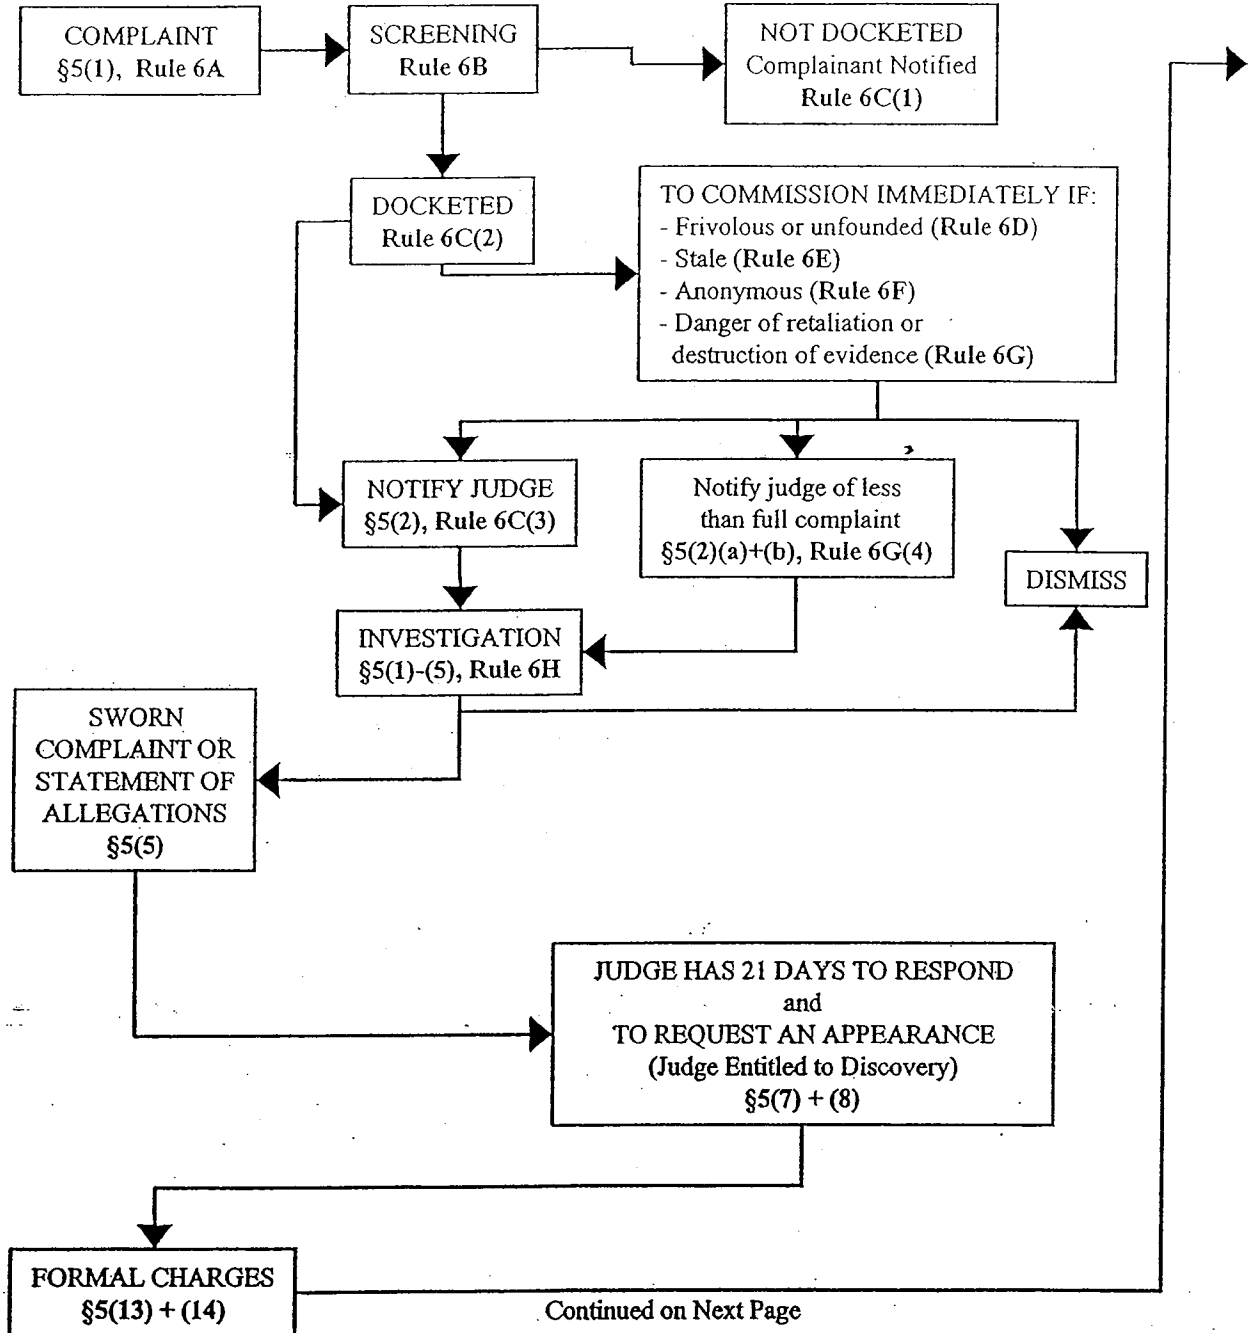 COMPLAINT
§5(1), Rule 6A
SCREENING
Rule 6B
NOT DOCKETED
Complainant Notified
Rule 6C(1)
DOCKETED
Rule 6C(2)
TO COMMISSION IMMEDIATELY IF:
- Frivolous or unfounded (Rule 6D)
- Stale (Rule 6E)
- Anonymous (Rule 6F)
- Danger of retaliation or
destruction of evidence (Rule 6G)
NOTIFY JUDGE
§5(2), Rule 6C(3)
Notify judge of less
than full complaint
§5(2)(a)+(b), Rule 6G(4)
DISMISS
INVESTIGATION
§5(1)-(5), Rule 6H
SWORN
COMPLAINT OR
STATEMENT OF
ALLEGATIONS
§5(5)
JUDGE HAS 21 DAYS TO RESPOND
and
TO REQUEST AN APPEARANCE
(Judge Entitled to Discovery)
§5(7) + (8)
FORMAL CHARGES
§5(13) + (14)
Continued on Next Page